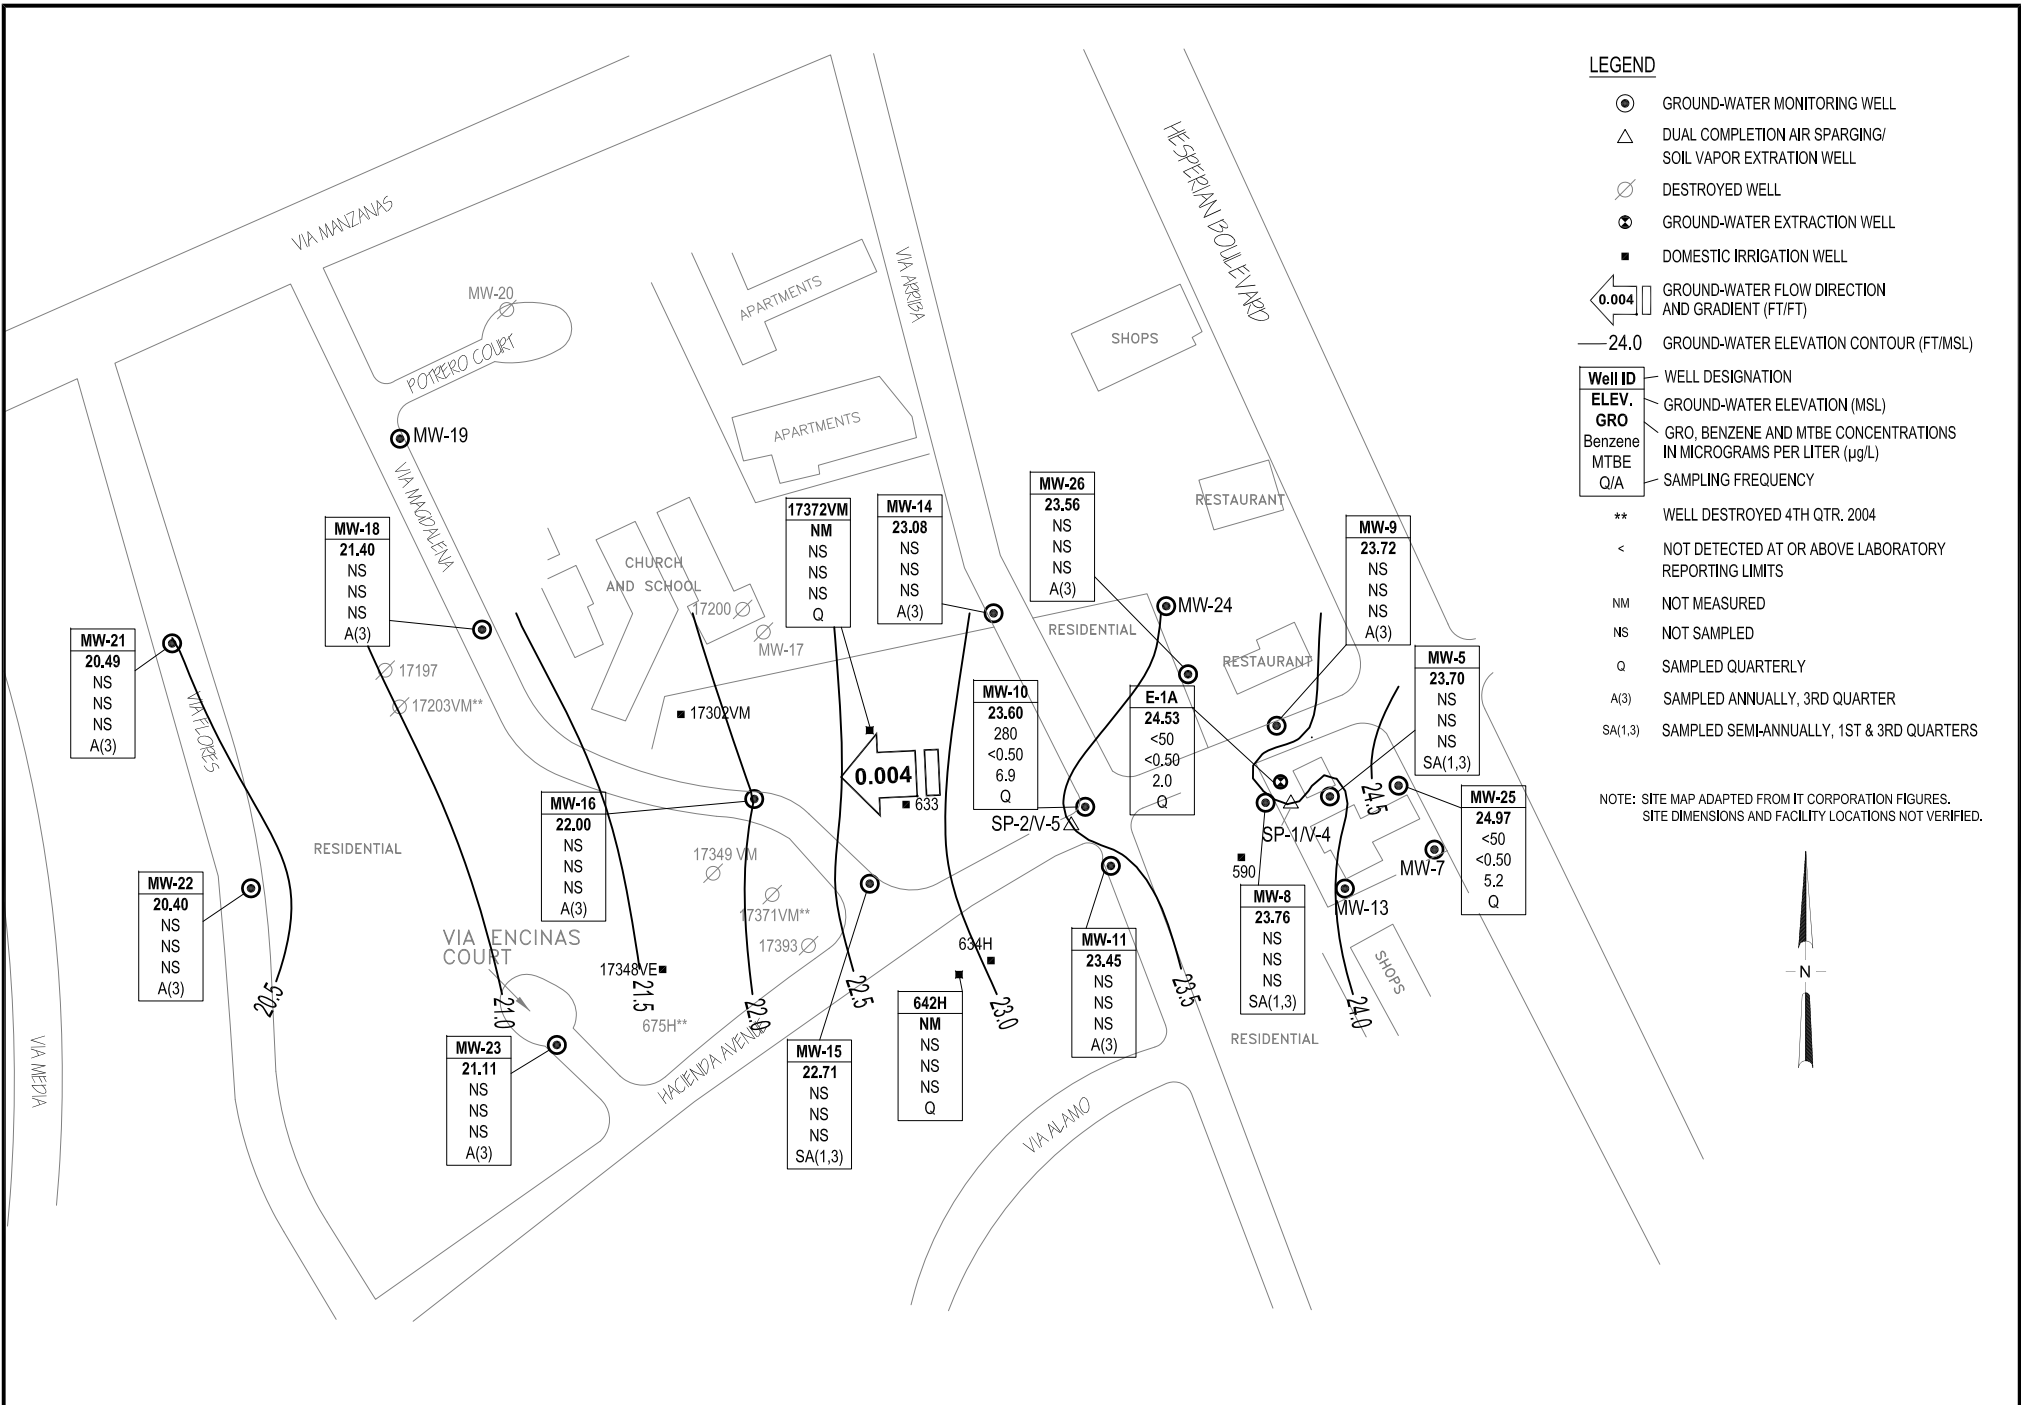 LEGEND
GROUND-WATER MONITORING WELL
DUAL COMPLETION AIR SPARGING/
SOIL VAPOR EXTRATION WELL
DESTROYED WELL
GROUND-WATER EXTRACTION WELL
DOMESTIC IRRIGATION WELL
0.004
GROUND-WATER FLOW DIRECTION
AND GRADIENT (FT/FT)
24.0 GROUND-WATER ELEVATION CONTOUR (FT/MSL)
Well ID
ELEV.
GRO
Benzene
MTBE
Q/A
WELL DESIGNATION
GROUND-WATER ELEVATION (MSL)
GRO, BENZENE AND MTBE CONCENTRATIONS
IN MICROGRAMS PER LITER (µg/L)
SAMPLING FREQUENCY
** WELL DESTROYED 4TH QTR. 2004
< NOT DETECTED AT OR ABOVE LABORATORY
REPORTING LIMITS
NM NOT MEASURED
NS NOT SAMPLED
Q SAMPLED QUARTERLY
A(3) SAMPLED ANNUALLY, 3RD QUARTER
SA(1,3) SAMPLED SEMI-ANNUALLY, 1ST & 3RD QUARTERS
NOTE: SITE MAP ADAPTED FROM IT CORPORATION FIGURES.
SITE DIMENSIONS AND FACILITY LOCATIONS NOT VERIFIED.
N
VIA MANZANAS
HESPERIAN BOULEVARD
VIA ARRIBA
MW-20
POTRERO COURT
APARTMENTS
SHOPS
APARTMENTS
MW-19
VIA MAGDALENA
RESTAURANT
MW-18
21.40
NS
NS
NS
A(3)
17372VM
NM
NS
NS
NS
Q
MW-14
23.08
NS
NS
NS
A(3)
MW-26
23.56
NS
NS
NS
A(3)
MW-9
23.72
NS
NS
NS
A(3)
CHURCH
AND SCHOOL
17200
MW-17
MW-24
RESIDENTIAL
RESTAURANT
MW-21
20.49
NS
NS
NS
A(3)
VIA FLORES
17197
17203VM**
17302VM
MW-10
23.60
280
<0.50
6.9
Q
E-1A
24.53
<50
<0.50
2.0
Q
MW-5
23.70
NS
NS
NS
SA(1,3)
0.004
633
MW-16
22.00
NS
NS
NS
A(3)
SP-2/V-5
SP-1/V-4
24.5
MW-25
24.97
<50
<0.50
5.2
Q
RESIDENTIAL
17349 VM
17371VM**
17393
590
MW-7
MW-13
MW-22
20.40
NS
NS
NS
A(3)
MW-8
23.76
NS
NS
NS
SA(1,3)
VIA ENCINAS
COURT
17348VE
634H
MW-11
23.45
NS
NS
NS
A(3)
SHOPS
20.5
21.0
21.5
22.0
22.5
23.0
23.5
24.0
675H**
642H
NM
NS
NS
NS
Q
RESIDENTIAL
MW-23
21.11
NS
NS
NS
A(3)
MW-15
22.71
NS
NS
NS
SA(1,3)
HACIENDA AVENUE
VIA MEDIA
VIA ALAMO